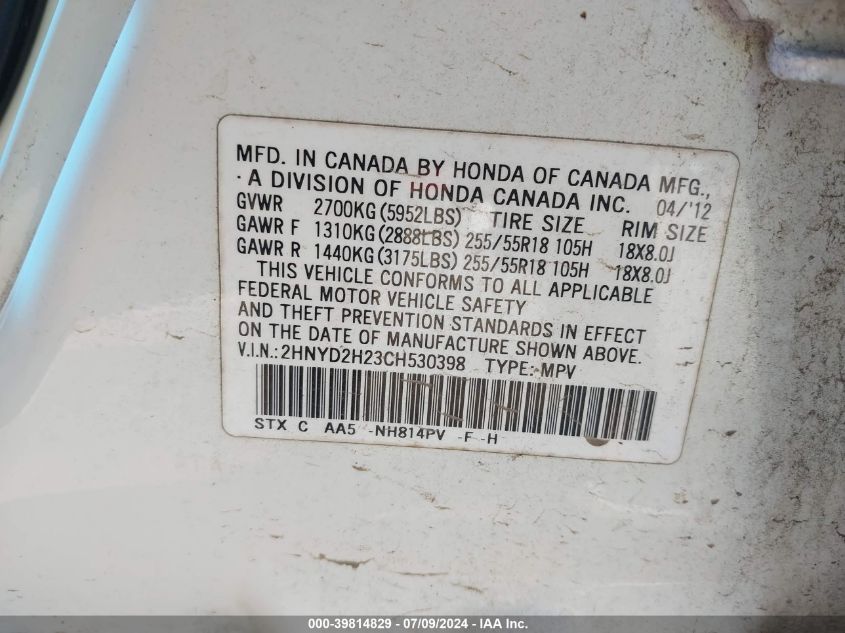 MFD. IN CANADA BY HONDA OF CANADA MFG.,
· A DIVISION OF HONDA CANADA INC. 04/'12
GVWR 2700KG (5952LBS) TIRE SIZE RIM SIZE
GAWR F 1310KG (2888LBS) 255/55R18 105H 18X8.0J
GAWR R 1440KG (3175LBS) 255/55R18 105H 18X8.0J
THIS VEHICLE CONFORMS TO ALL APPLICABLE
FEDERAL MOTOR VEHICLE SAFETY
AND THEFT PREVENTION STANDARDS IN EFFECT
ON THE DATE OF MANUFACTURE SHOWN ABOVE.
V.I.N.:2HNYD2H23CH530398 TYPE:MPV
STX C AA5 -NH814PV -F -H
000-39814829 - 07/09/2024 - IAA Inc.